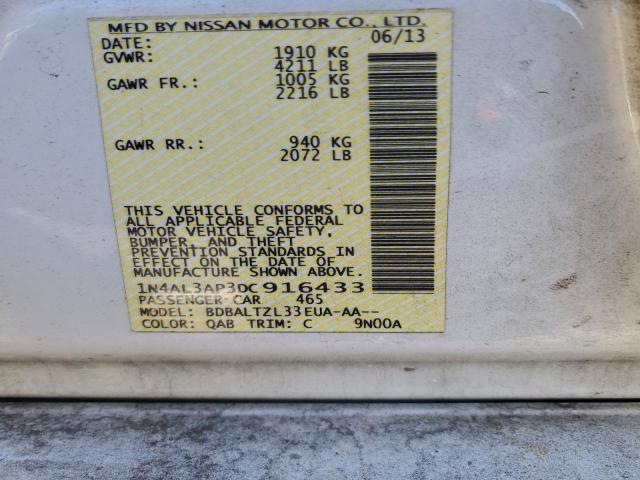 MFD BY NISSAN MOTOR CO., LTD.
DATE: 06/13
GVWR: 1910 KG
4211 LB
GAWR FR.: 1005 KG
2216 LB
GAWR RR.: 940 KG
2072 LB
THIS VEHICLE CONFORMS TO
ALL APPLICABLE FEDERAL
MOTOR VEHICLE SAFETY,
BUMPER, AND THEFT
PREVENTION STANDARDS IN
EFFECT ON THE DATE OF
MANUFACTURE SHOWN ABOVE.
1N4AL3AP3DC916433
PASSENGER CAR 465
MODEL: BDBALTZL33EUA-AA--
COLOR: QAB TRIM: C 9N00A